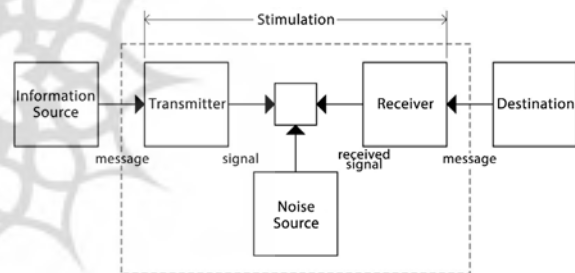 Stimulation
Information
Source
Transmitter
Receiver
Destination
message
signal
received
signal
message
Noise
Source